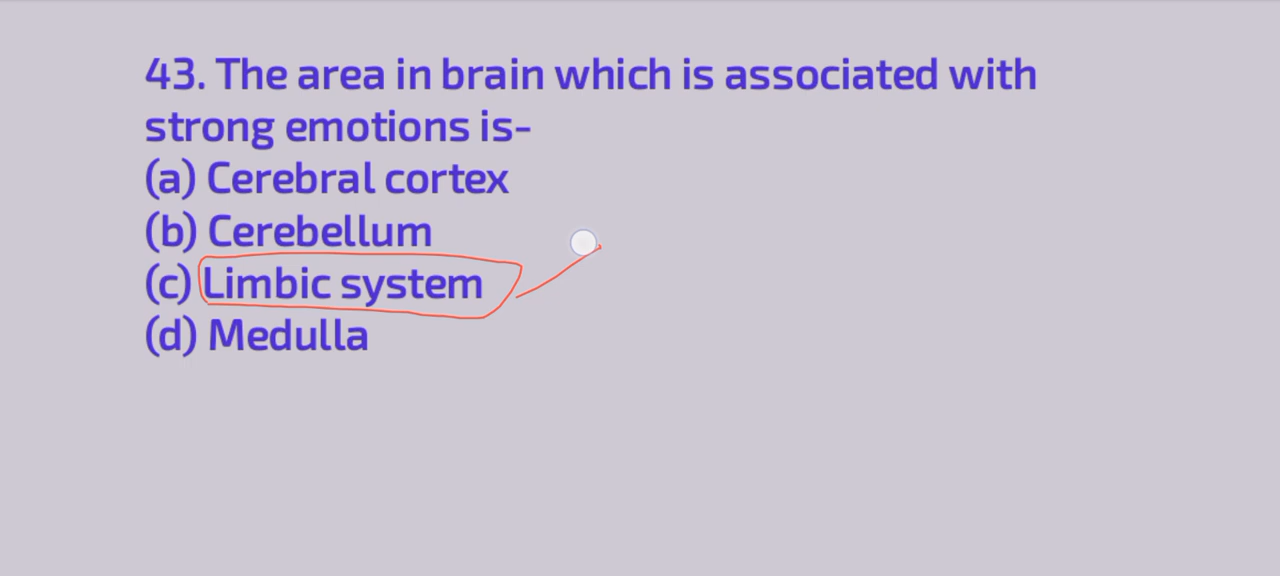 43. The area in brain which is associated with
strong emotions is-
(a) Cerebral cortex
(b) Cerebellum
(c) Limbic system
(d) Medulla